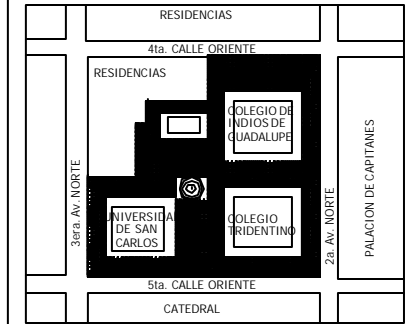 RESIDENCIAS
4ta. CALLE ORIENTE
RESIDENCIAS
COLEGIO DE
INDIOS DE
GUADALUPE
3era. Av. NORTE
UNIVERSIDAD
DE SAN
CARLOS
COLEGIO
TRIDENTINO
2a. Av. NORTE
PALACION DE CAPITANES
5ta. CALLE ORIENTE
CATEDRAL